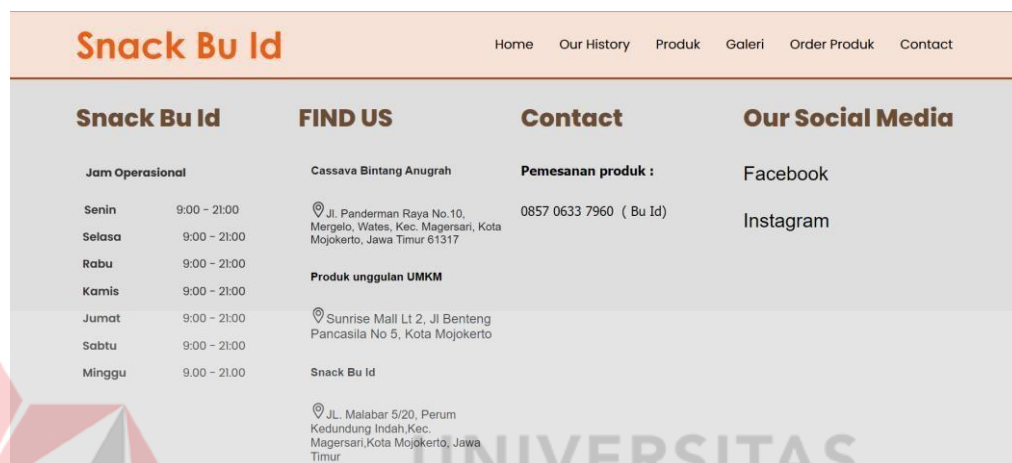 Snack Bu Id
Home Our History Produk Galeri Order Produk Contact
Snack Bu Id
Jam Operasional
Senin 9:00 - 21:00
Selasa 9:00 - 21:00
Rabu 9:00 - 21:00
Kamis 9:00 - 21:00
Jumat 9:00 - 21:00
Sabtu 9:00 - 21:00
Minggu 9.00 - 21.00
FIND US
Cassava Bintang Anugrah
Jl. Panderman Raya No.10,
Mergelo, Wates, Kec. Magersari, Kota
Mojokerto, Jawa Timur 61317
Produk unggulan UMKM
Sunrise Mall Lt 2, Jl Benteng
Pancasila No 5, Kota Mojokerto
Snack Bu Id
JL. Malabar 5/20, Perum
Kedundung Indah,Kec.
Magersari,Kota Mojokerto, Jawa
Timur
Contact
Pemesanan produk :
0857 0633 7960 ( Bu Id)
Our Social Media
Facebook
Instagram
UNIVERSITAS